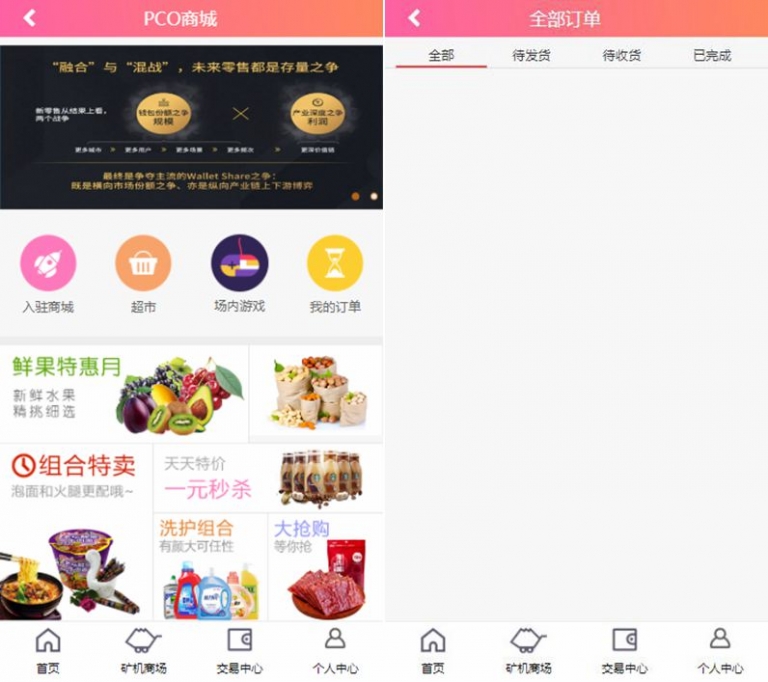 PCO商城
“融合”与“混战”，未来零售都是存量之争
新零售从结果上看，
两个战争
钱包份额之争
规模
产业深度之争
利润
更多城市 > 更多用户 > 更多场景 > 更多频次 > 更深价值链
最终是争夺主流的Wallet Share之争：
既是横向市场份额之争、亦是纵向产业链上下游博弈
入驻商城
超市
场内游戏
我的订单
鲜果特惠月
新鲜水果
精挑细选
组合特卖
泡面和火腿更配哦~
天天特价
一元秒杀
洗护组合
有颜大可任性
大抢购
等你抢
首页
矿机商场
交易中心
个人中心
全部订单
全部
待发货
待收货
已完成
首页
矿机商场
交易中心
个人中心